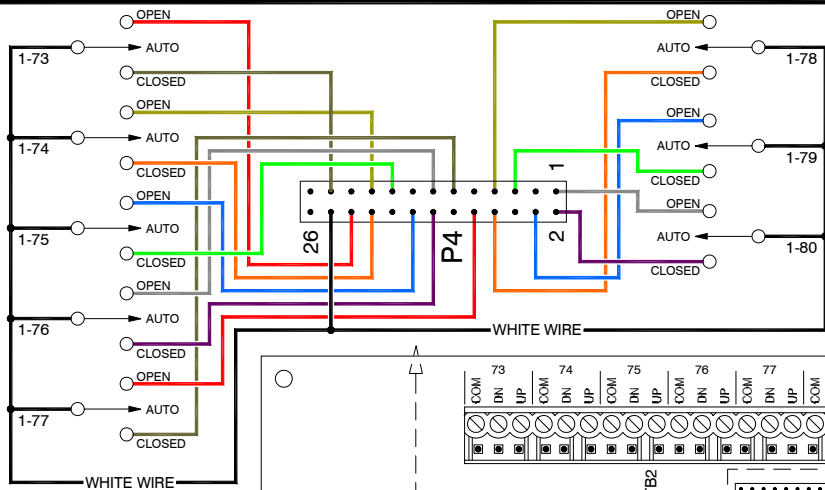 OPEN
1-73
AUTO
CLOSED
OPEN
1-74
AUTO
CLOSED
OPEN
1-75
AUTO
CLOSED
OPEN
1-76
AUTO
CLOSED
OPEN
1-77
AUTO
CLOSED
WHITE WIRE
1
26
P4
2
OPEN
AUTO
1-78
CLOSED
OPEN
AUTO
1-79
CLOSED
OPEN
AUTO
1-80
CLOSED
WHITE WIRE
73 74 75 76 77
COM DN UP COM DN UP COM DN UP COM DN UP COM DN UP COM